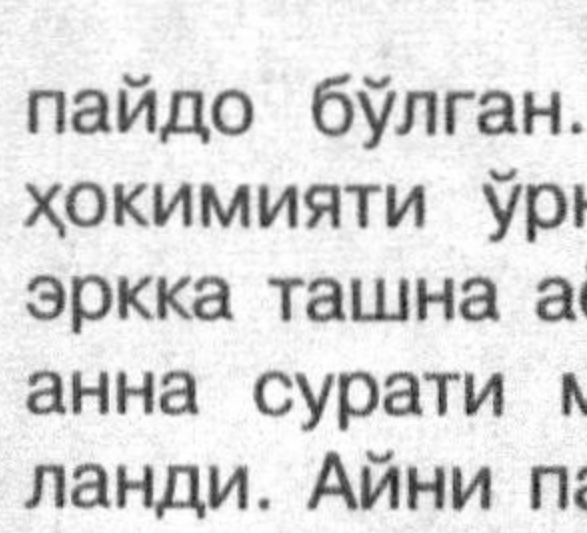 пайдо бўлган.
ҳокимияти
эркка ташна
анна сурати
ланди. Айни